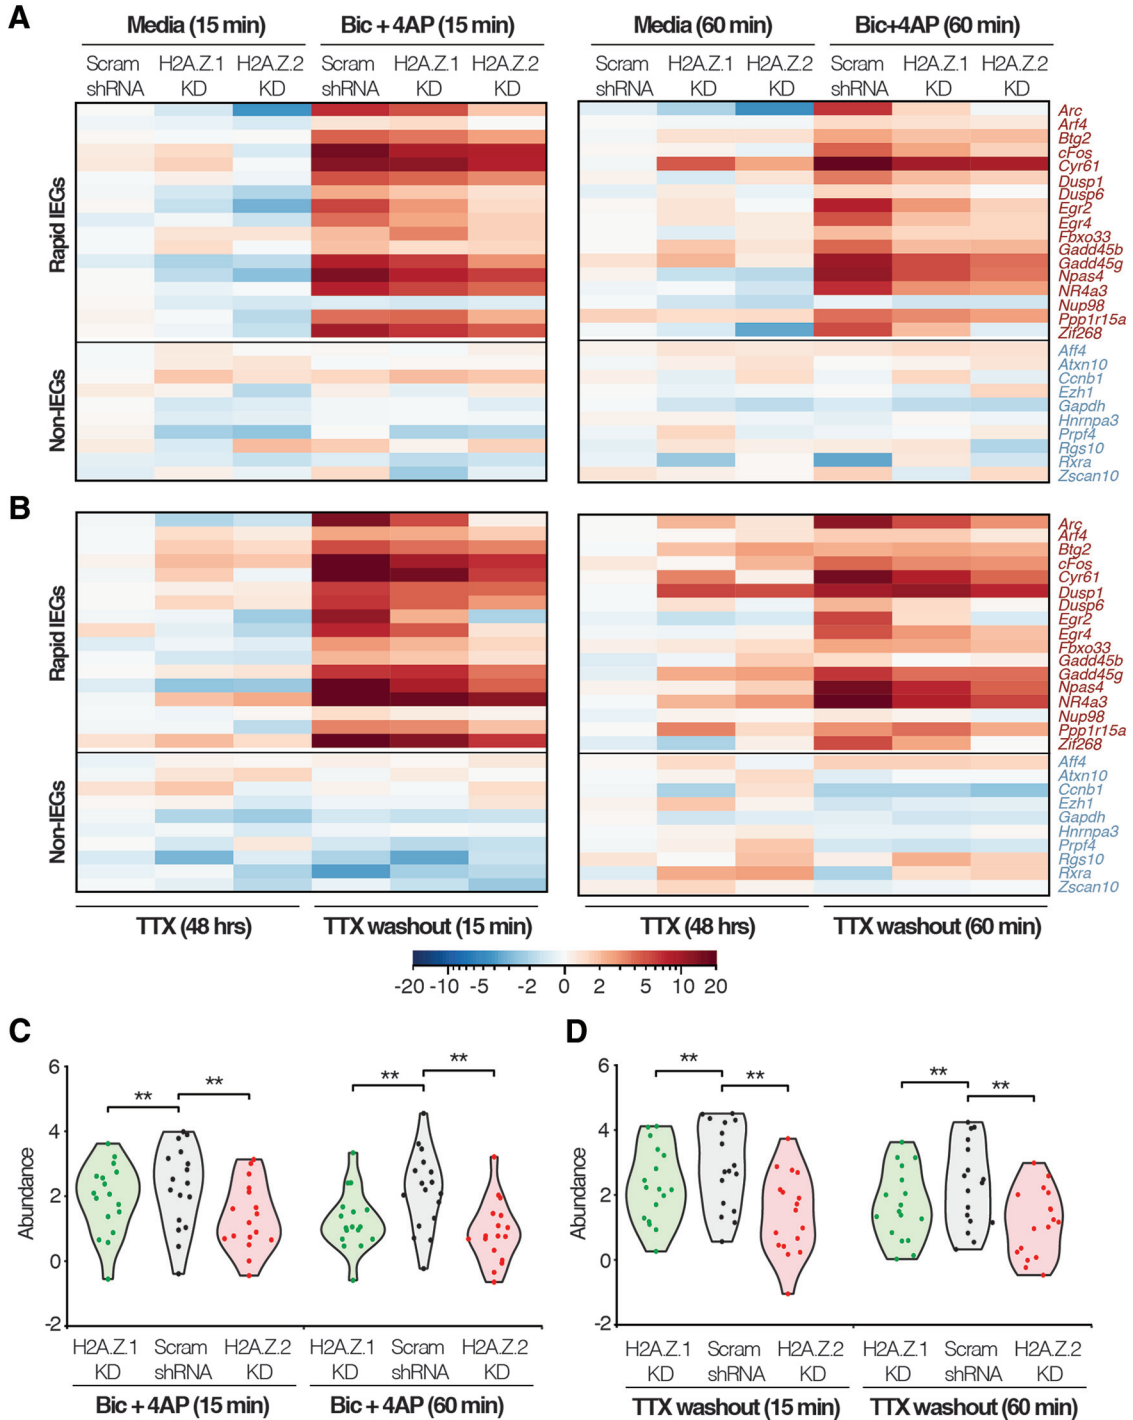 A
Media (15 min)
Bic + 4AP (15 min)
Media (60 min)
Bic+4AP (60 min)
Scram shRNA
H2A.Z.1 KD
H2A.Z.2 KD
Scram shRNA
H2A.Z.1 KD
H2A.Z.2 KD
Scram shRNA
H2A.Z.1 KD
H2A.Z.2 KD
Scram shRNA
H2A.Z.1 KD
H2A.Z.2 KD
Rapid IEGs
Non-IEGs
Arc
Arf4
Btg2
cFos
Cyr61
Dusp1
Dusp6
Egr2
Egr4
Fbxo33
Gadd45b
Gadd45g
Npas4
NR4a3
Nup98
Ppp1r15a
Zif268
Aff4
Atxn10
Ccnb1
Ezh1
Gapdh
Hnrnpa3
Prpf4
Rgs10
Rxra
Zscan10
B
Rapid IEGs
Non-IEGs
Arc
Arf4
Btg2
cFos
Cyr61
Dusp1
Dusp6
Egr2
Egr4
Fbxo33
Gadd45b
Gadd45g
Npas4
NR4a3
Nup98
Ppp1r15a
Zif268
Aff4
Atxn10
Ccnb1
Ezh1
Gapdh
Hnrnpa3
Prpf4
Rgs10
Rxra
Zscan10
TTX (48 hrs)
TTX washout (15 min)
TTX (48 hrs)
TTX washout (60 min)
-20 -10 -5 -2 0 2 5 10 20
C
Abundance
6
4
2
0
-2
**
**
**
**
H2A.Z.1 KD
Scram shRNA
H2A.Z.2 KD
H2A.Z.1 KD
Scram shRNA
H2A.Z.2 KD
Bic + 4AP (15 min)
Bic + 4AP (60 min)
D
Abundance
6
4
2
0
-2
**
**
**
**
H2A.Z.1 KD
Scram shRNA
H2A.Z.2 KD
H2A.Z.1 KD
Scram shRNA
H2A.Z.2 KD
TTX washout (15 min)
TTX washout (60 min)